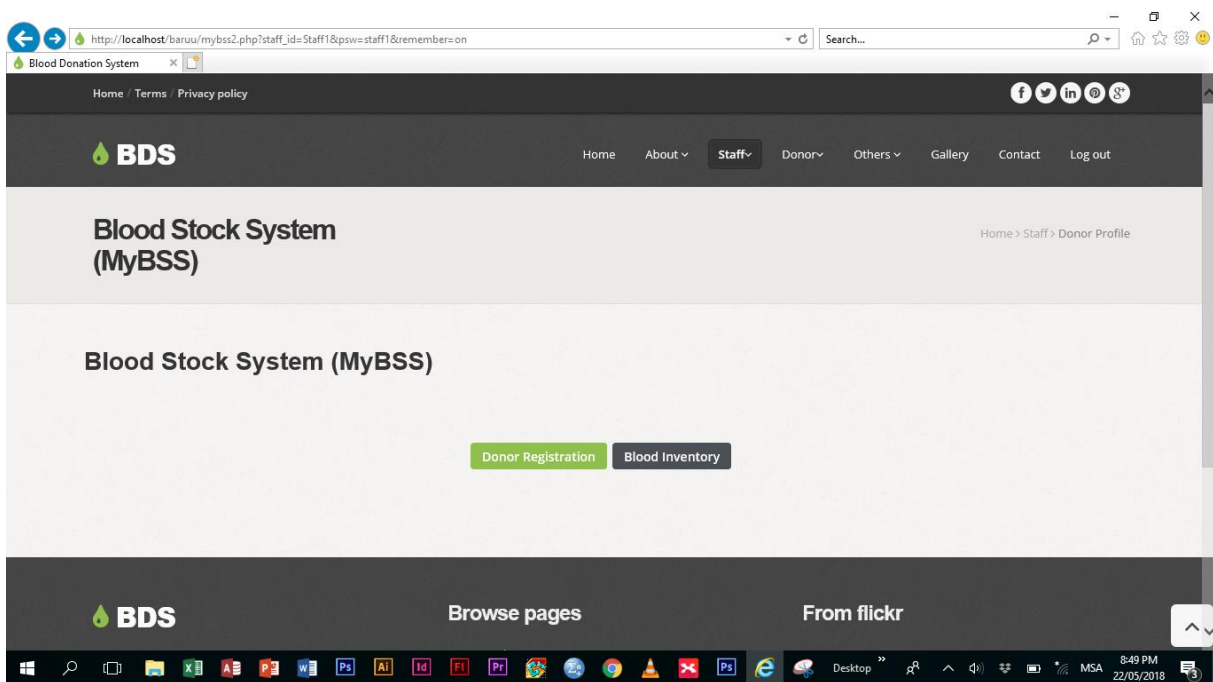 http://localhost/baruu/mybss2.php?staff_id=Staff1&psw=staff1&remember=on
Search...
Blood Donation System
Home / Terms / Privacy policy
BDS
Home About Staff Donor Others Gallery Contact Log out
Blood Stock System
(MyBSS)
Home > Staff > Donor Profile
Blood Stock System (MyBSS)
Donor Registration Blood Inventory
BDS
Browse pages
From flickr
Desktop
MSA
8:49 PM
22/05/2018